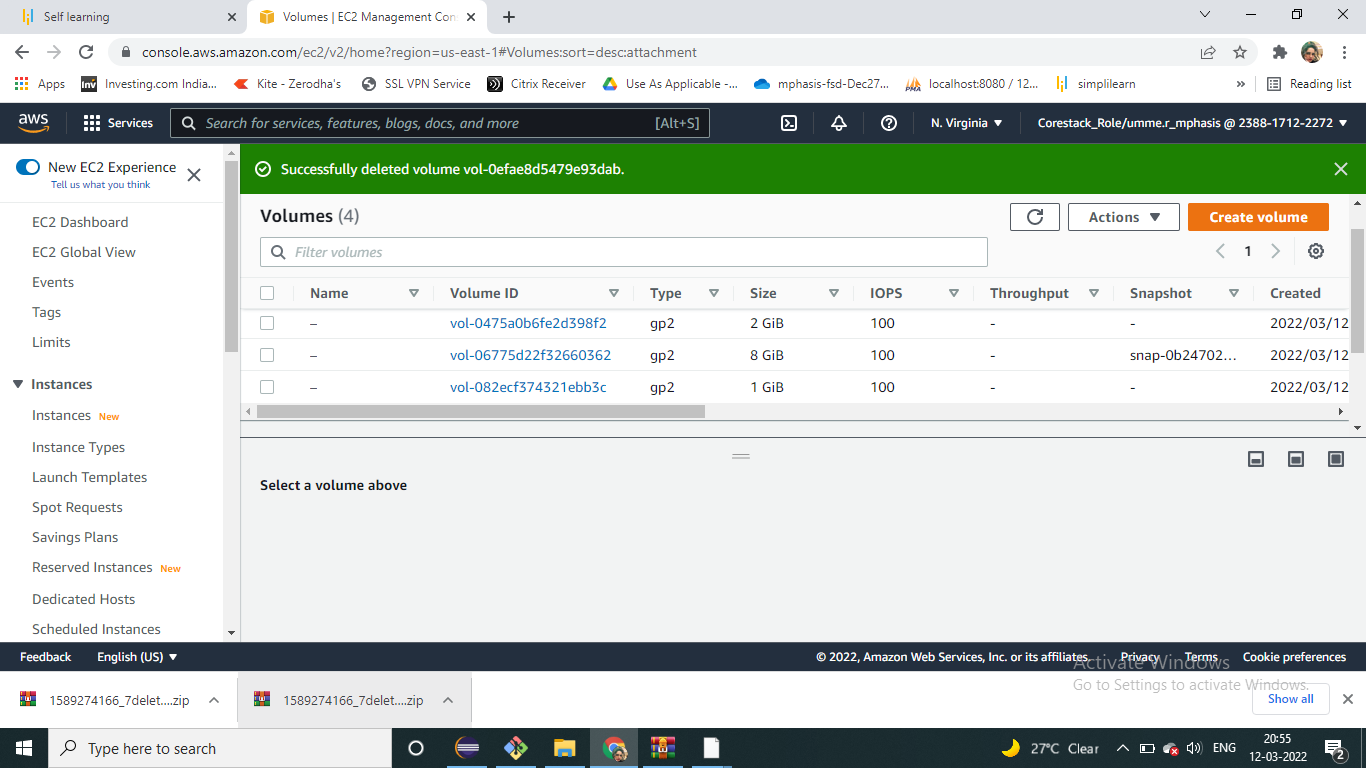 Self learning
Volumes | EC2 Management Con
console.aws.amazon.com/ec2/v2/home?region=us-east-1#Volumes:sort=desc:attachment
Apps
Inv Investing.com India...
Kite - Zerodha's
SSL VPN Service
Citrix Receiver
Use As Applicable -...
mphasis-fsd-Dec27...
localhost:8080 / 12...
simplilearn
»
Reading list
aws
Services
Search for services, features, blogs, docs, and more [Alt+S]
N. Virginia
Corestack_Role/umme.r_mphasis @ 2388-1712-2272
New EC2 Experience
Tell us what you think
Successfully deleted volume vol-0efae8d5479e93dab.
EC2 Dashboard
EC2 Global View
Events
Tags
Limits
Instances
Instances New
Instance Types
Launch Templates
Spot Requests
Savings Plans
Reserved Instances New
Dedicated Hosts
Scheduled Instances
Volumes (4)
Actions
Create volume
Filter volumes
1
Name Volume ID Type Size IOPS Throughput Snapshot Created
– vol-0475a0b6fe2d398f2 gp2 2 GiB 100 - - 2022/03/12
– vol-06775d22f32660362 gp2 8 GiB 100 - snap-0b24702... 2022/03/12
– vol-082ecf374321ebb3c gp2 1 GiB 100 - - 2022/03/12
Select a volume above
Feedback English (US)
© 2022, Amazon Web Services, Inc. or its affiliates. Privacy Terms Cookie preferences
Activate Windows
Go to Settings to activate Windows.
1589274166_7delet....zip
1589274166_7delet....zip
Show all
Type here to search
27°C Clear
ENG
20:55
12-03-2022
2